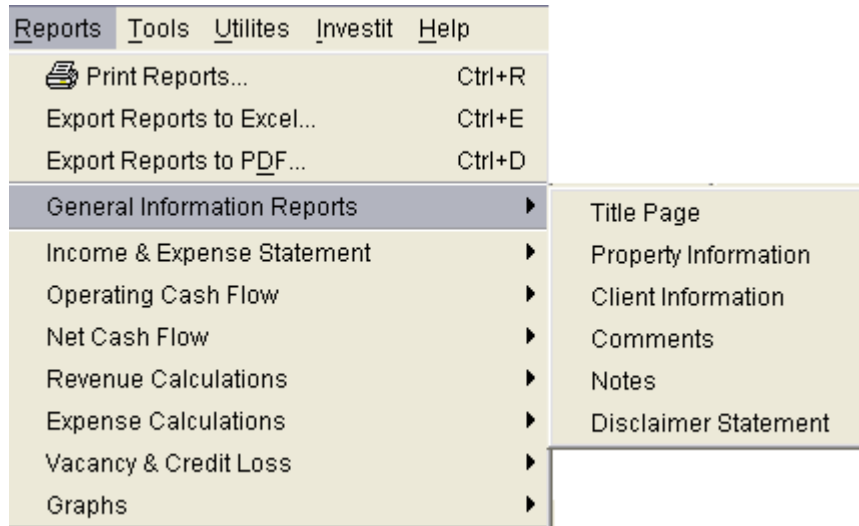 Reports Tools Utilites Investit Help
Print Reports... Ctrl+R
Export Reports to Excel... Ctrl+E
Export Reports to PDF... Ctrl+D
General Information Reports
Income & Expense Statement
Operating Cash Flow
Net Cash Flow
Revenue Calculations
Expense Calculations
Vacancy & Credit Loss
Graphs
Title Page
Property Information
Client Information
Comments
Notes
Disclaimer Statement